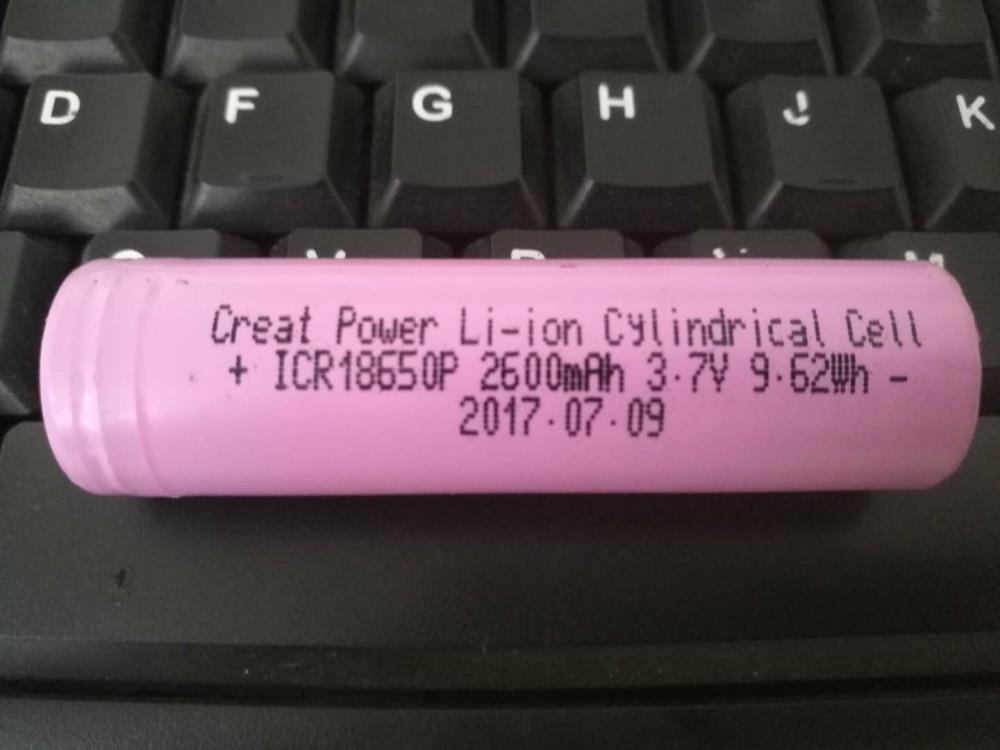 D F G H J K
Creat Power Li-ion Cylindrical Cell
+ ICR18650P 2600mAh 3.7V 9.62Wh -
2017.07.09